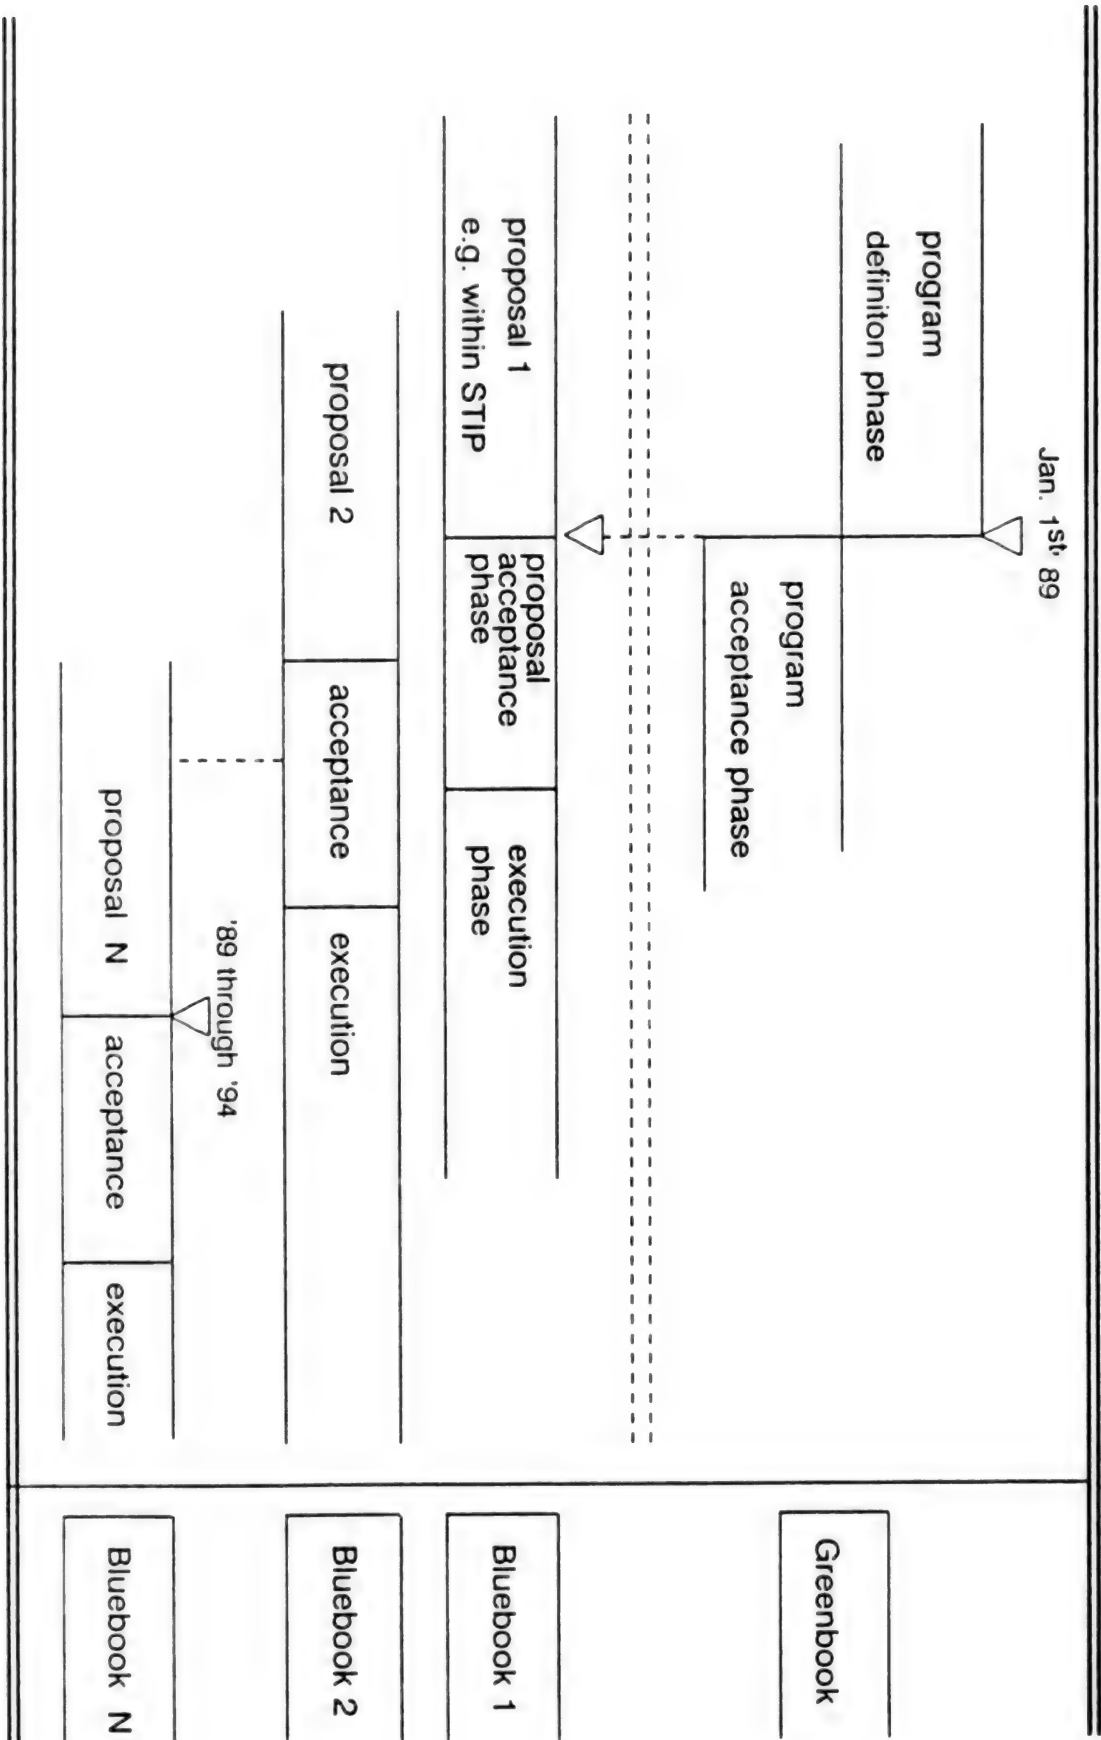 Jan. 1st, 89
program
definiton phase
program
acceptance phase
Greenbook
proposal 1
e.g. within STIP
proposal
acceptance
phase
execution
phase
Bluebook 1
proposal 2
acceptance
execution
Bluebook 2
'89 through '94
proposal N
acceptance
execution
Bluebook N